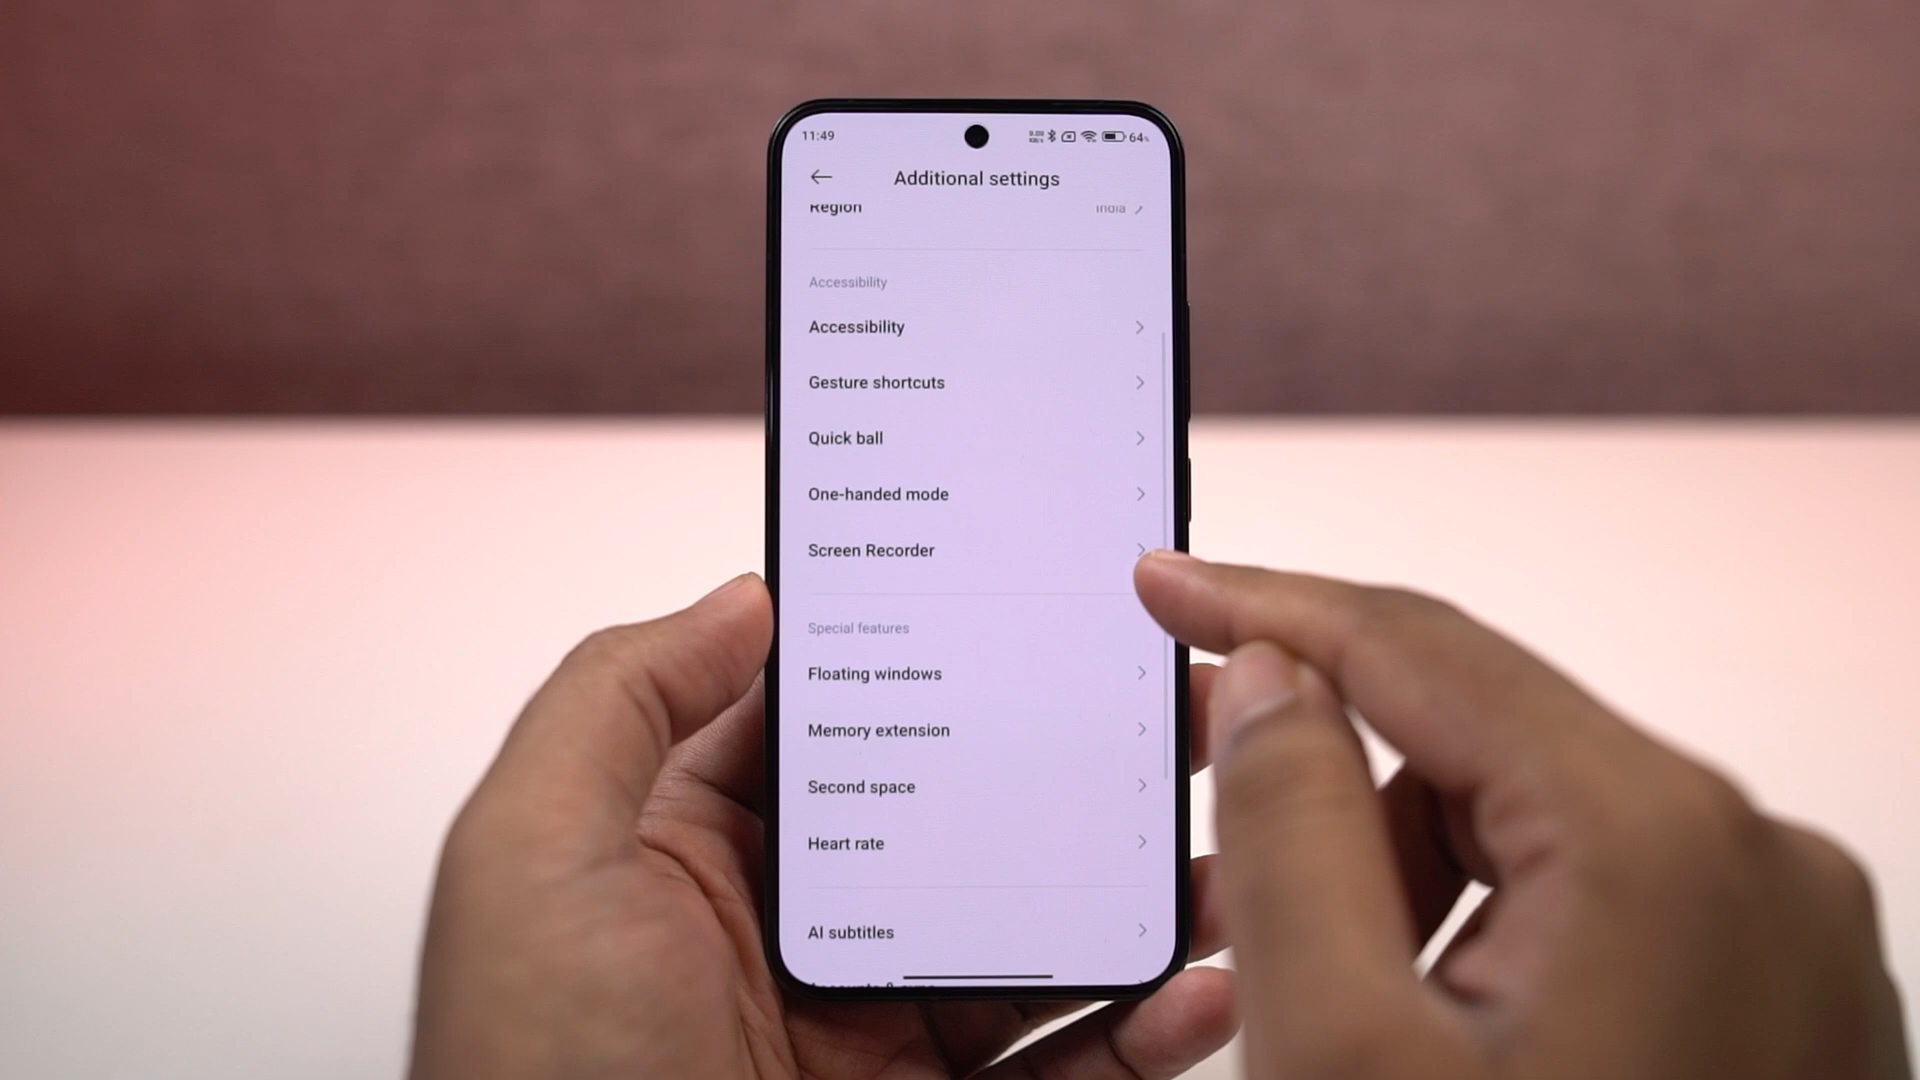 11:49 64%
Additional settings
Region India
Accessibility
Accessibility
Gesture shortcuts
Quick ball
One-handed mode
Screen Recorder
Special features
Floating windows
Memory extension
Second space
Heart rate
AI subtitles